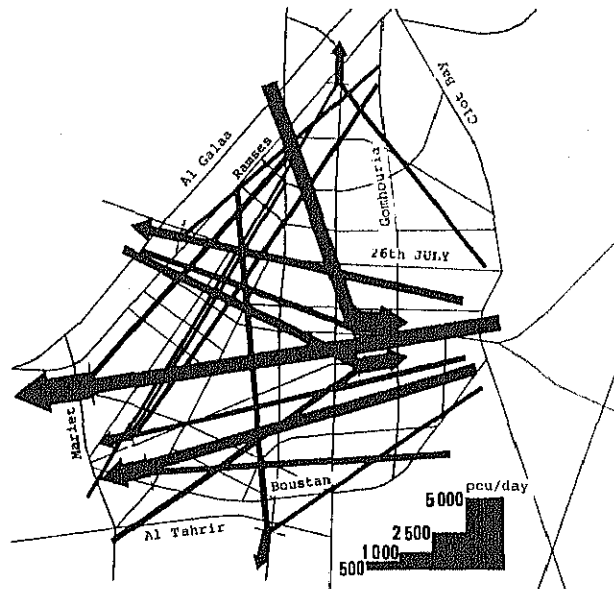 Clot Bay
Al Galaa
Ramses
Gomhouria
26th JULY
Mariet
Boustan
Al Tahrir
pcu/day
5000
2500
1000
500